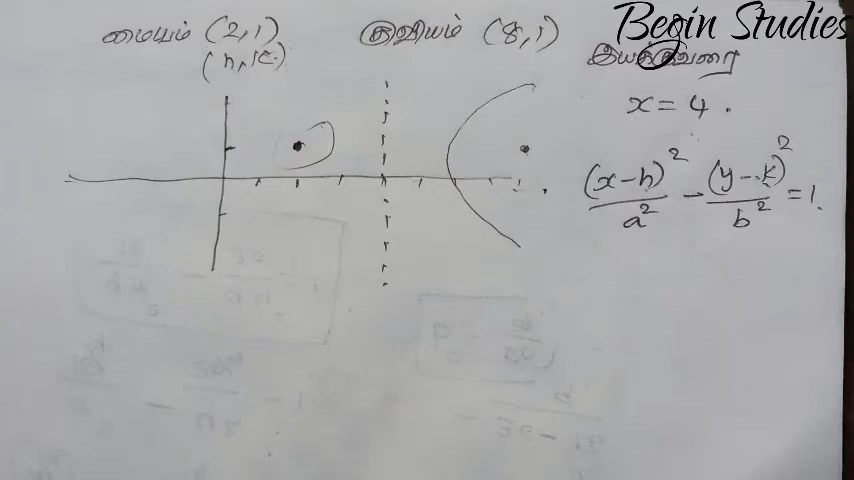 Begin Studies
மையம் (2,1) குவியம் (8,1) இயக்குவரை
(h,k)
x = 4 .
(x-h)²/a² - (y-k)²/b² = 1.